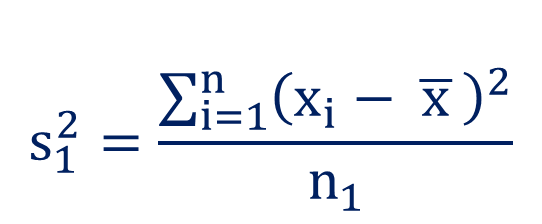 s₁² = ∑ᵢ₌₁ⁿ(xᵢ − x̅ )² / n₁